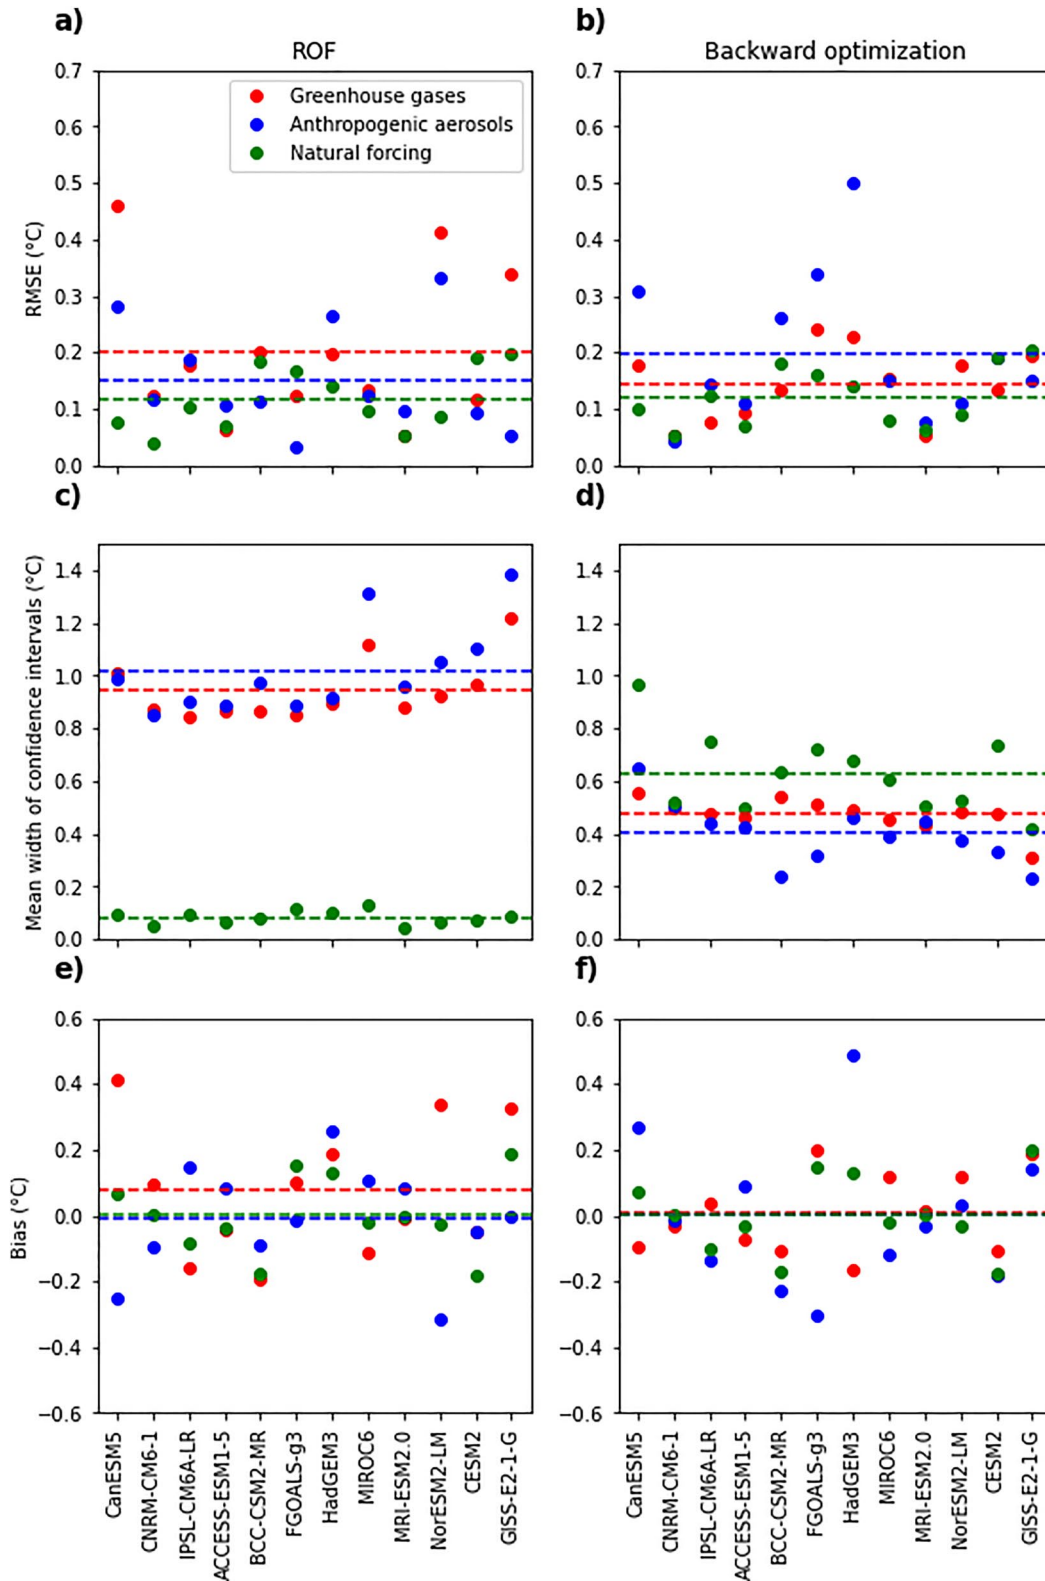 a)
ROF
0.7
0.6
0.5
0.4
0.3
0.2
0.1
0.0
RMSE (°C)
Greenhouse gases
Anthropogenic aerosols
Natural forcing
b)
Backward optimization
0.7
0.6
0.5
0.4
0.3
0.2
0.1
0.0
c)
1.4
1.2
1.0
0.8
0.6
0.4
0.2
0.0
Mean width of confidence intervals (°C)
d)
1.4
1.2
1.0
0.8
0.6
0.4
0.2
0.0
e)
0.6
0.4
0.2
0.0
−0.2
−0.4
−0.6
Bias (°C)
CanESM5
CNRM-CM6-1
IPSL-CM6A-LR
ACCESS-ESM1-5
BCC-CSM2-MR
FGOALS-g3
HadGEM3
MIROC6
MRI-ESM2.0
NorESM2-LM
CESM2
GISS-E2-1-G
f)
0.6
0.4
0.2
0.0
−0.2
−0.4
−0.6
CanESM5
CNRM-CM6-1
IPSL-CM6A-LR
ACCESS-ESM1-5
BCC-CSM2-MR
FGOALS-g3
HadGEM3
MIROC6
MRI-ESM2.0
NorESM2-LM
CESM2
GISS-E2-1-G